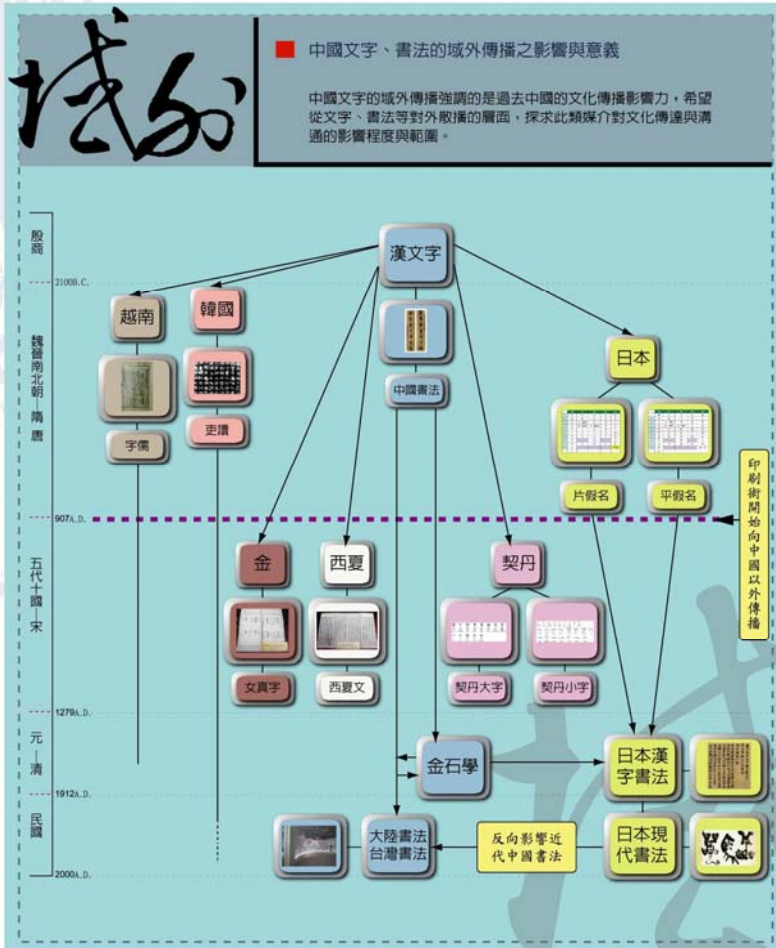 域外
中國文字、書法的域外傳播之影響與意義
中國文字的域外傳播強調的是過去中國的文化傳播影響力，希望
從文字、書法等對外散播的層面，探求此類媒介對文化傳達與溝
通的影響程度與範圍。
殷商
2100B.C.
魏晉南北朝—隋唐
907A.D.
五代十國—宋
1279A.D.
元—清
1912A.D.
民國
2000A.D.
漢文字
中國書法
越南
字儒
韓國
吏讀
日本
片假名
平假名
印刷術開始向中國以外傳播
金
女真字
西夏
西夏文
契丹
契丹大字
契丹小字
金石學
日本漢
字書法
大陸書法
台灣書法
反向影響近
代中國書法
日本現
代書法